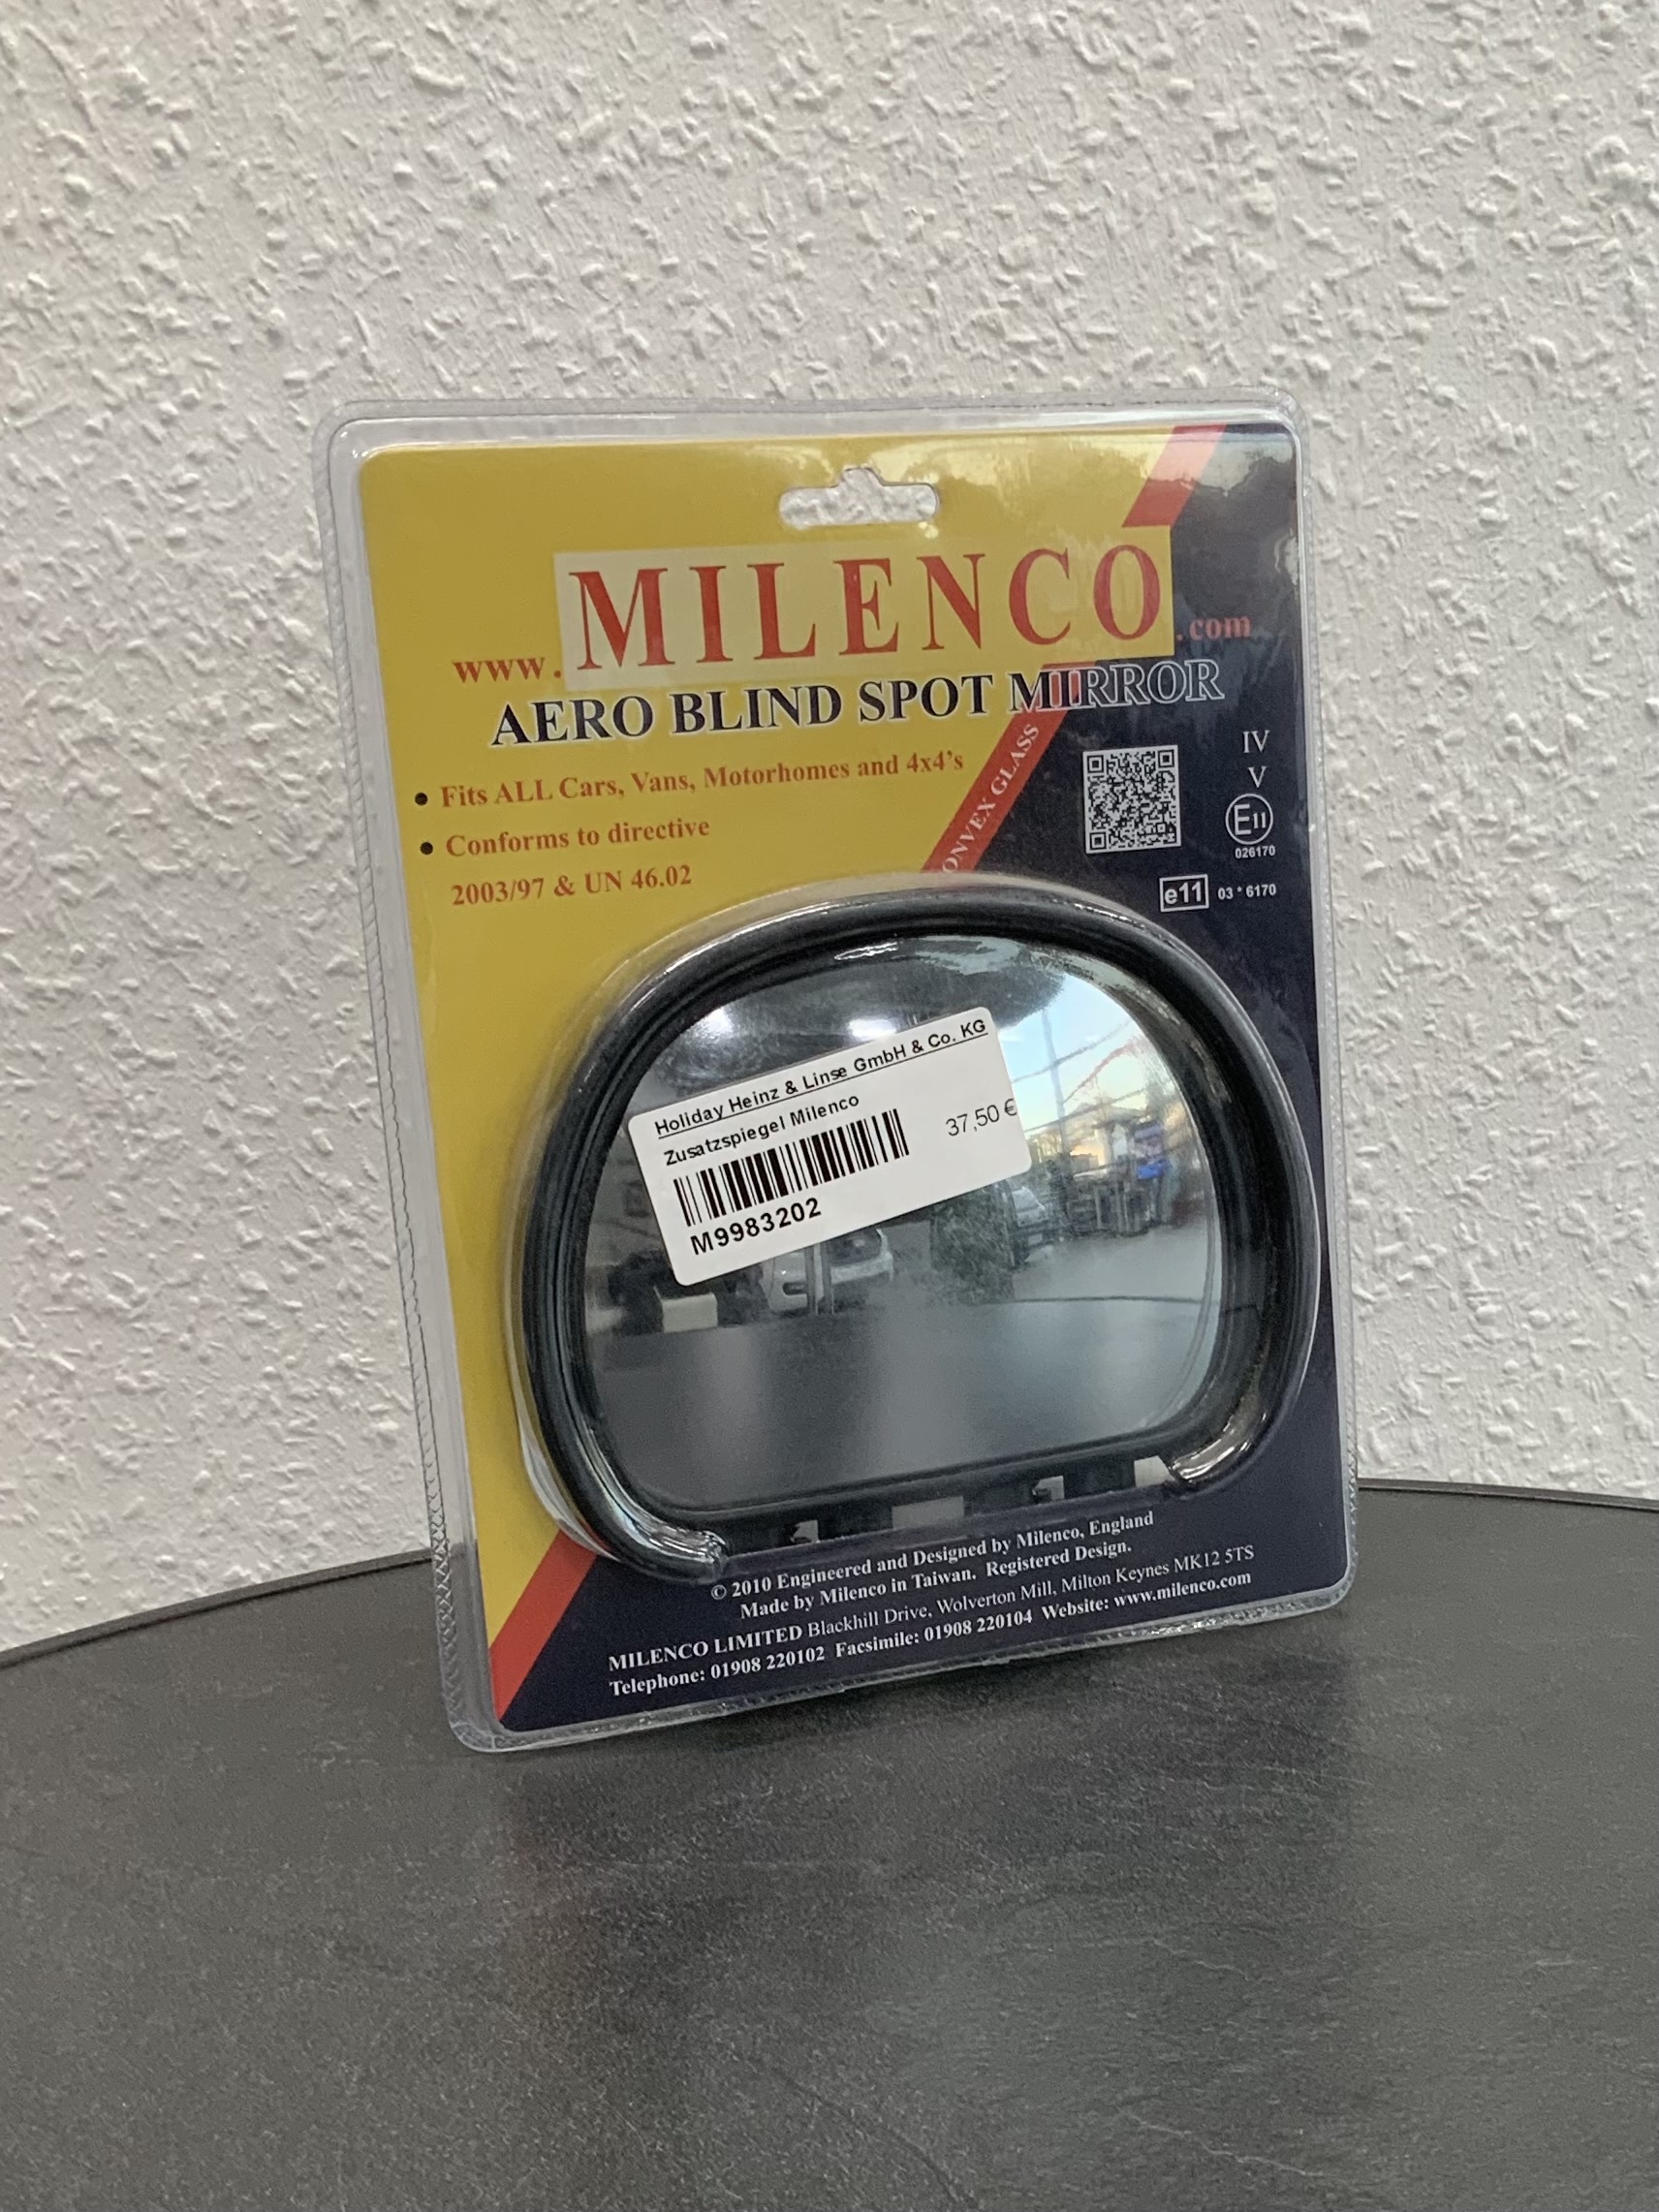 www.MILENCO.com
AERO BLIND SPOT MIRROR
• Fits ALL Cars, Vans, Motorhomes and 4x4's
• Conforms to directive
2003/97 & UN 46.02
GLASS
IV
V
E11
026170
e11 03 * 6170
Holiday Heinz & Linse GmbH & Co. KG
Zusatzspiegel Milenco
37,50 €
M9983202
© 2010 Engineered and Designed by Milenco, England
Made by Milenco in Taiwan. Registered Design.
MILENCO LIMITED Blackhill Drive, Wolverton Mill, Milton Keynes MK12 5TS
Telephone: 01908 220102 Facsimile: 01908 220104 Website: www.milenco.com